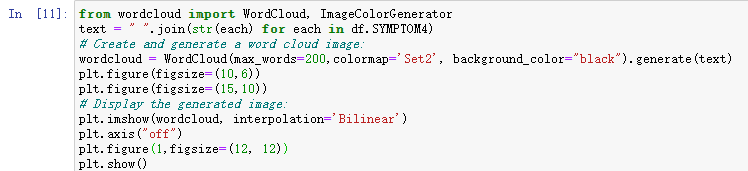 In [11]:
from wordcloud import WordCloud, ImageColorGenerator
text = " ".join(str(each) for each in df.SYMPTOM4)
# Create and generate a word cloud image:
wordcloud = WordCloud(max_words=200,colormap='Set2', background_color="black").generate(text)
plt.figure(figsize=(10,6))
plt.figure(figsize=(15,10))
# Display the generated image:
plt.imshow(wordcloud, interpolation='Bilinear')
plt.axis("off")
plt.figure(1,figsize=(12, 12))
plt.show()